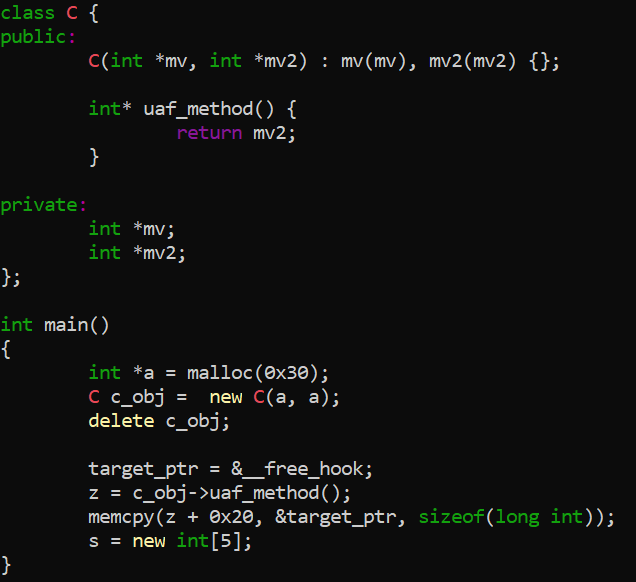 class C {
public:
        C(int *mv, int *mv2) : mv(mv), mv2(mv2) {};

        int* uaf_method() {
                return mv2;
        }

private:
        int *mv;
        int *mv2;
};

int main()
{
        int *a = malloc(0x30);
        C c_obj =  new C(a, a);
        delete c_obj;

        target_ptr = &__free_hook;
        z = c_obj->uaf_method();
        memcpy(z + 0x20, &target_ptr, sizeof(long int));
        s = new int[5];
}